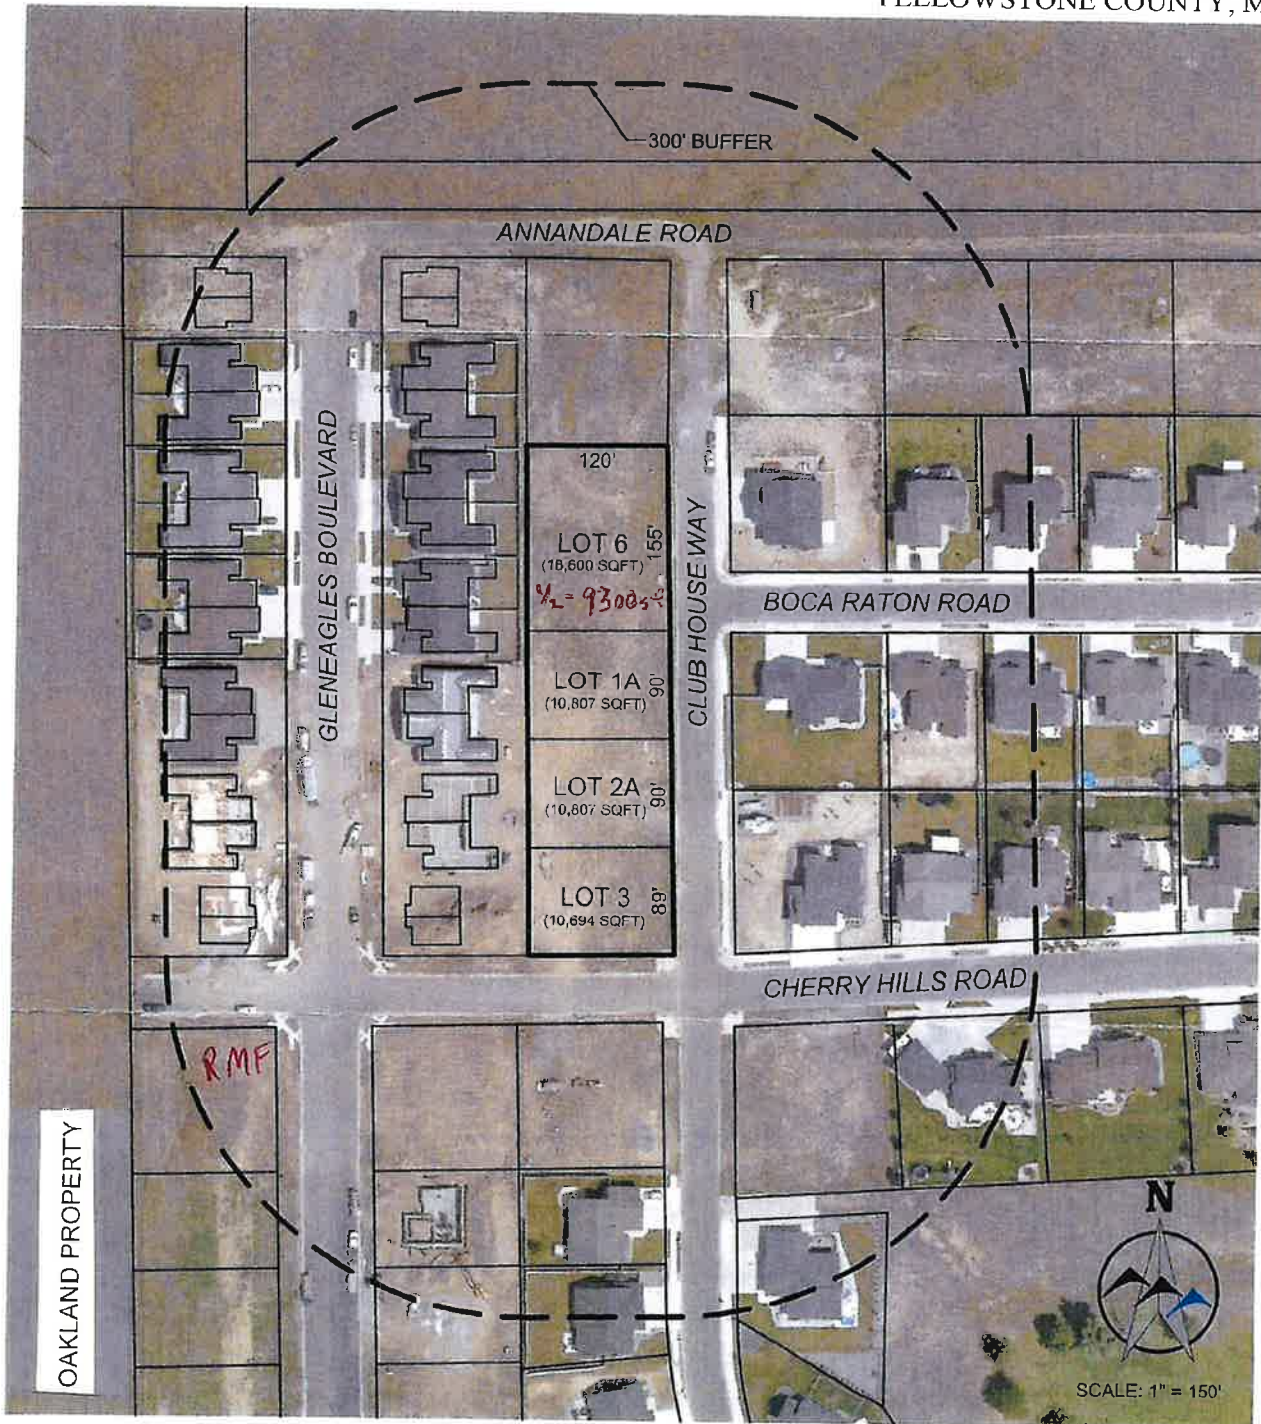 YELLOWSTONE COUNTY, M
300' BUFFER
ANNANDALE ROAD
GLENEAGLES BOULEVARD
120'
LOT 6
(18,600 SQFT)
155'
½ = 9300sf
CLUB HOUSE WAY
BOCA RATON ROAD
LOT 1A
(10,807 SQFT)
90'
LOT 2A
(10,807 SQFT)
90'
LOT 3
(10,694 SQFT)
89'
CHERRY HILLS ROAD
RMF
OAKLAND PROPERTY
N
SCALE: 1" = 150'